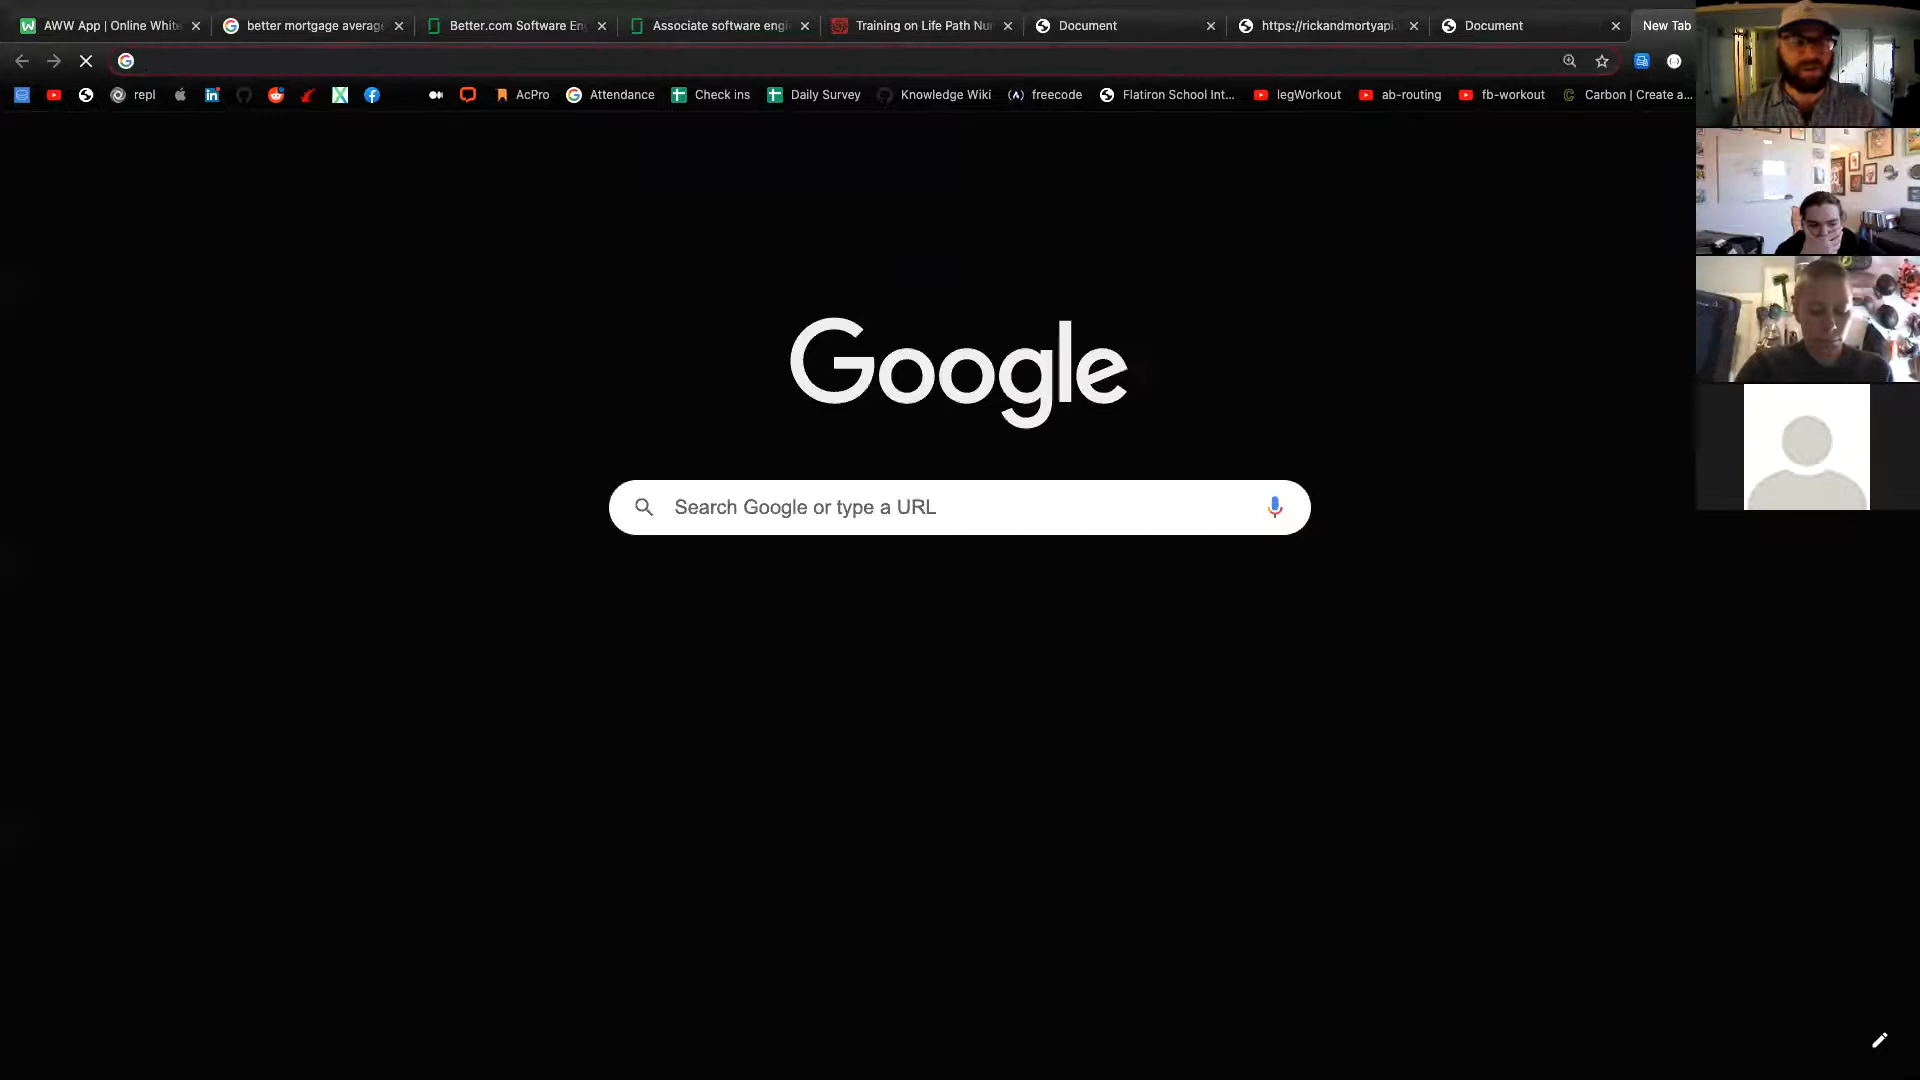 AWW App | Online White
better mortgage average
Better.com Software En
Associate software engi
Training on Life Path Nu
Document
https://rickandmortyapi.
Document
New Tab
repl
AcPro
Attendance
Check ins
Daily Survey
Knowledge Wiki
freecode
Flatiron School Int...
legWorkout
ab-routing
fb-workout
Carbon | Create a...
Google
Search Google or type a URL